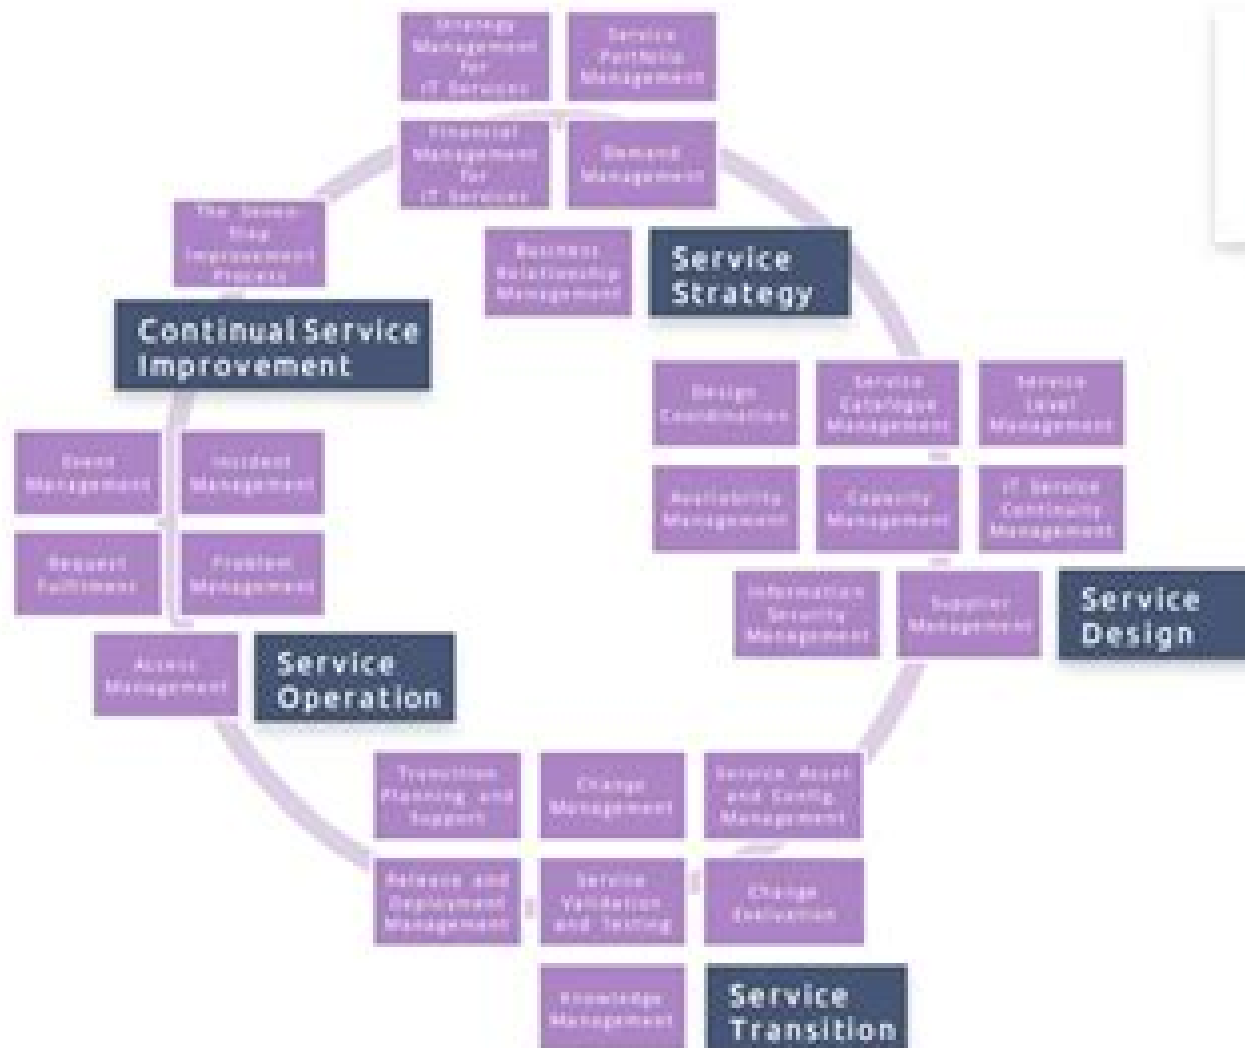 Strategy
Management
for
IT Services
Service
Portfolio
Management
Financial
Management
for
IT Services
Demand
Management
Business
Relationship
Management
Service
Strategy
The Seven-
Step
Improvement
Process
Continual Service
Improvement
Design
Coordination
Service
Catalogue
Management
Service
Level
Management
Availability
Management
Capacity
Management
IT Service
Continuity
Management
Information
Security
Management
Supplier
Management
Service
Design
Event
Management
Incident
Management
Request
Fulfilment
Problem
Management
Access
Management
Service
Operation
Transition
Planning and
Support
Change
Management
Service Asset
and Config.
Management
Release and
Deployment
Management
Service
Validation
and Testing
Change
Evaluation
Knowledge
Management
Service
Transition